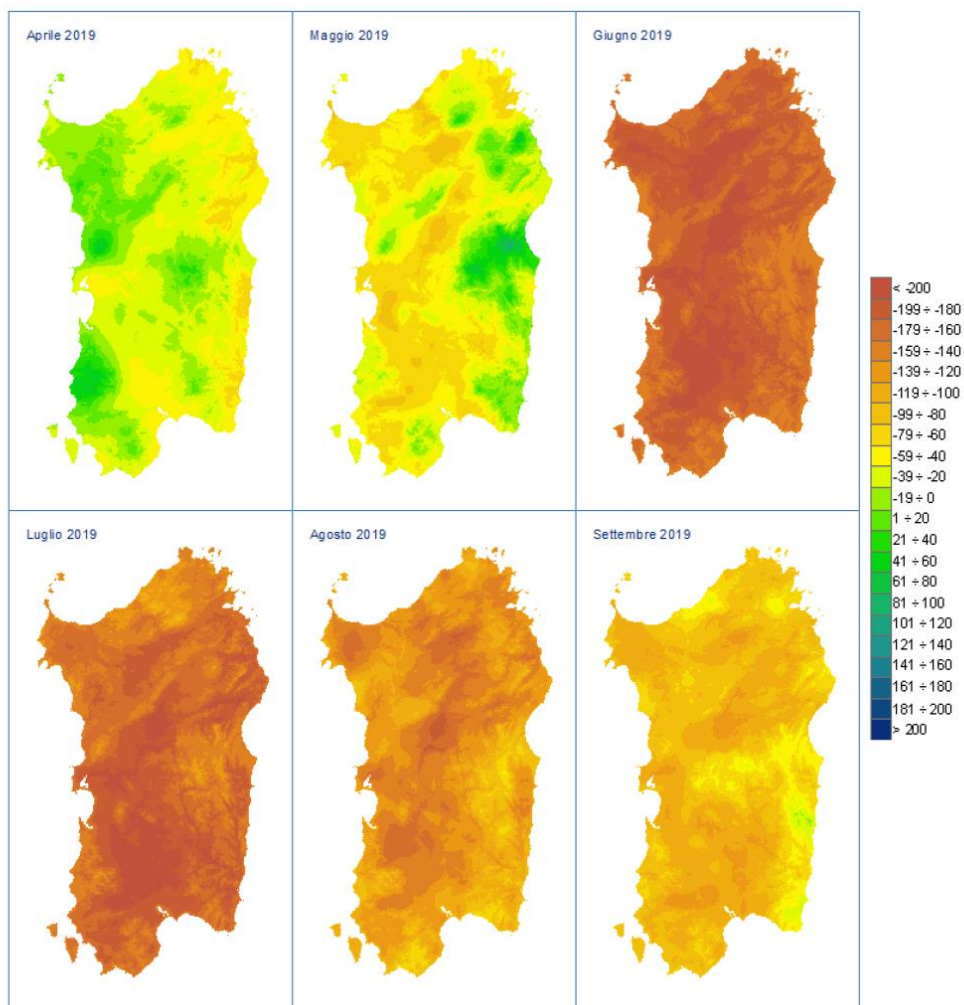 Aprile 2019
Maggio 2019
Giugno 2019
< -200
-199 ÷ -180
-179 ÷ -160
-159 ÷ -140
-139 ÷ -120
-119 ÷ -100
-99 ÷ -80
-79 ÷ -60
-59 ÷ -40
-39 ÷ -20
-19 ÷ 0
1 ÷ 20
21 ÷ 40
41 ÷ 60
61 ÷ 80
81 ÷ 100
101 ÷ 120
121 ÷ 140
141 ÷ 160
161 ÷ 180
181 ÷ 200
> 200
Luglio 2019
Agosto 2019
Settembre 2019